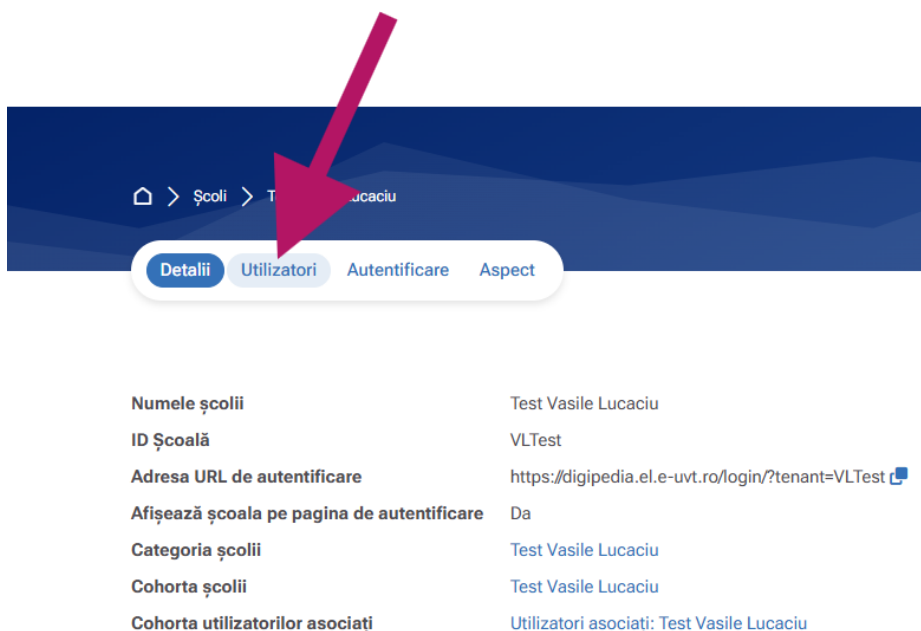 Școli
Lucaciu
Detalii Utilizatori Autentificare Aspect
Numele școlii Test Vasile Lucaciu
ID Școală VLTest
Adresa URL de autentificare https://digipedia.el.e-uvt.ro/login/?tenant=VLTest
Afișează școala pe pagina de autentificare Da
Categoria școlii Test Vasile Lucaciu
Cohorta școlii Test Vasile Lucaciu
Cohorta utilizatorilor asociați Utilizatori asociati: Test Vasile Lucaciu